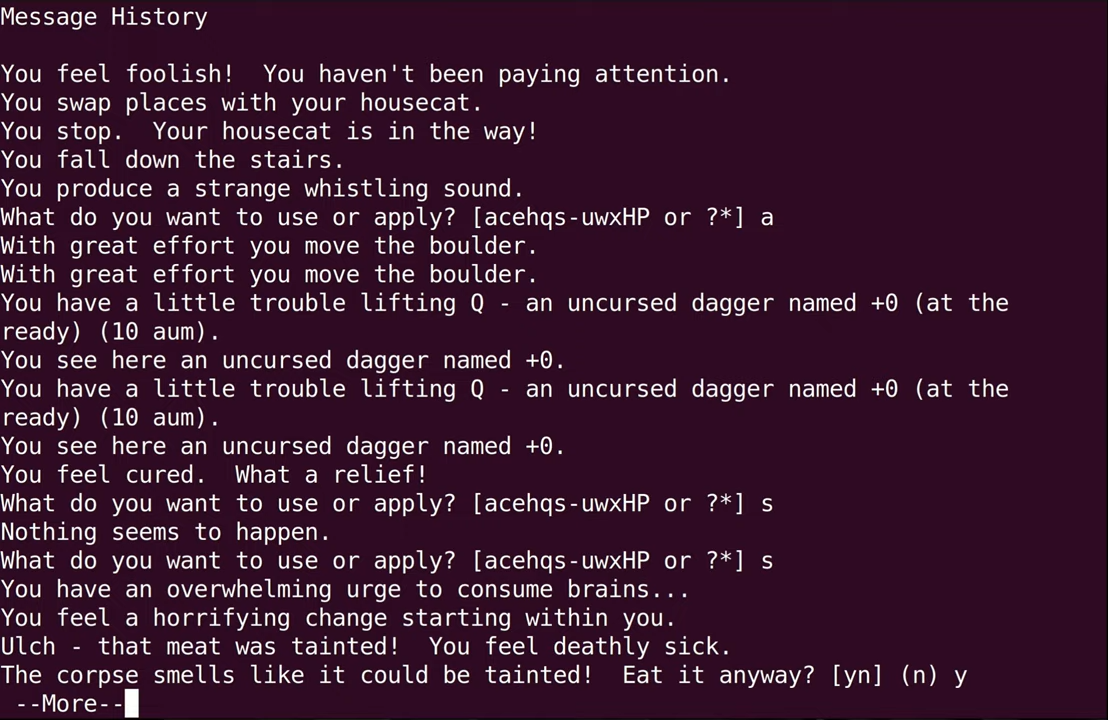 Message History
You feel foolish!  You haven't been paying attention.
You swap places with your housecat.
You stop.  Your housecat is in the way!
You fall down the stairs.
You produce a strange whistling sound.
What do you want to use or apply? [acehqs-uwxHP or ?*] a
With great effort you move the boulder.
With great effort you move the boulder.
You have a little trouble lifting Q - an uncursed dagger named +0 (at the
ready) (10 aum).
You see here an uncursed dagger named +0.
You have a little trouble lifting Q - an uncursed dagger named +0 (at the
ready) (10 aum).
You see here an uncursed dagger named +0.
You feel cured.  What a relief!
What do you want to use or apply? [acehqs-uwxHP or ?*] s
Nothing seems to happen.
What do you want to use or apply? [acehqs-uwxHP or ?*] s
You have an overwhelming urge to consume brains...
You feel a horrifying change starting within you.
Ulch - that meat was tainted!  You feel deathly sick.
The corpse smells like it could be tainted!  Eat it anyway? [yn] (n) y
--More--